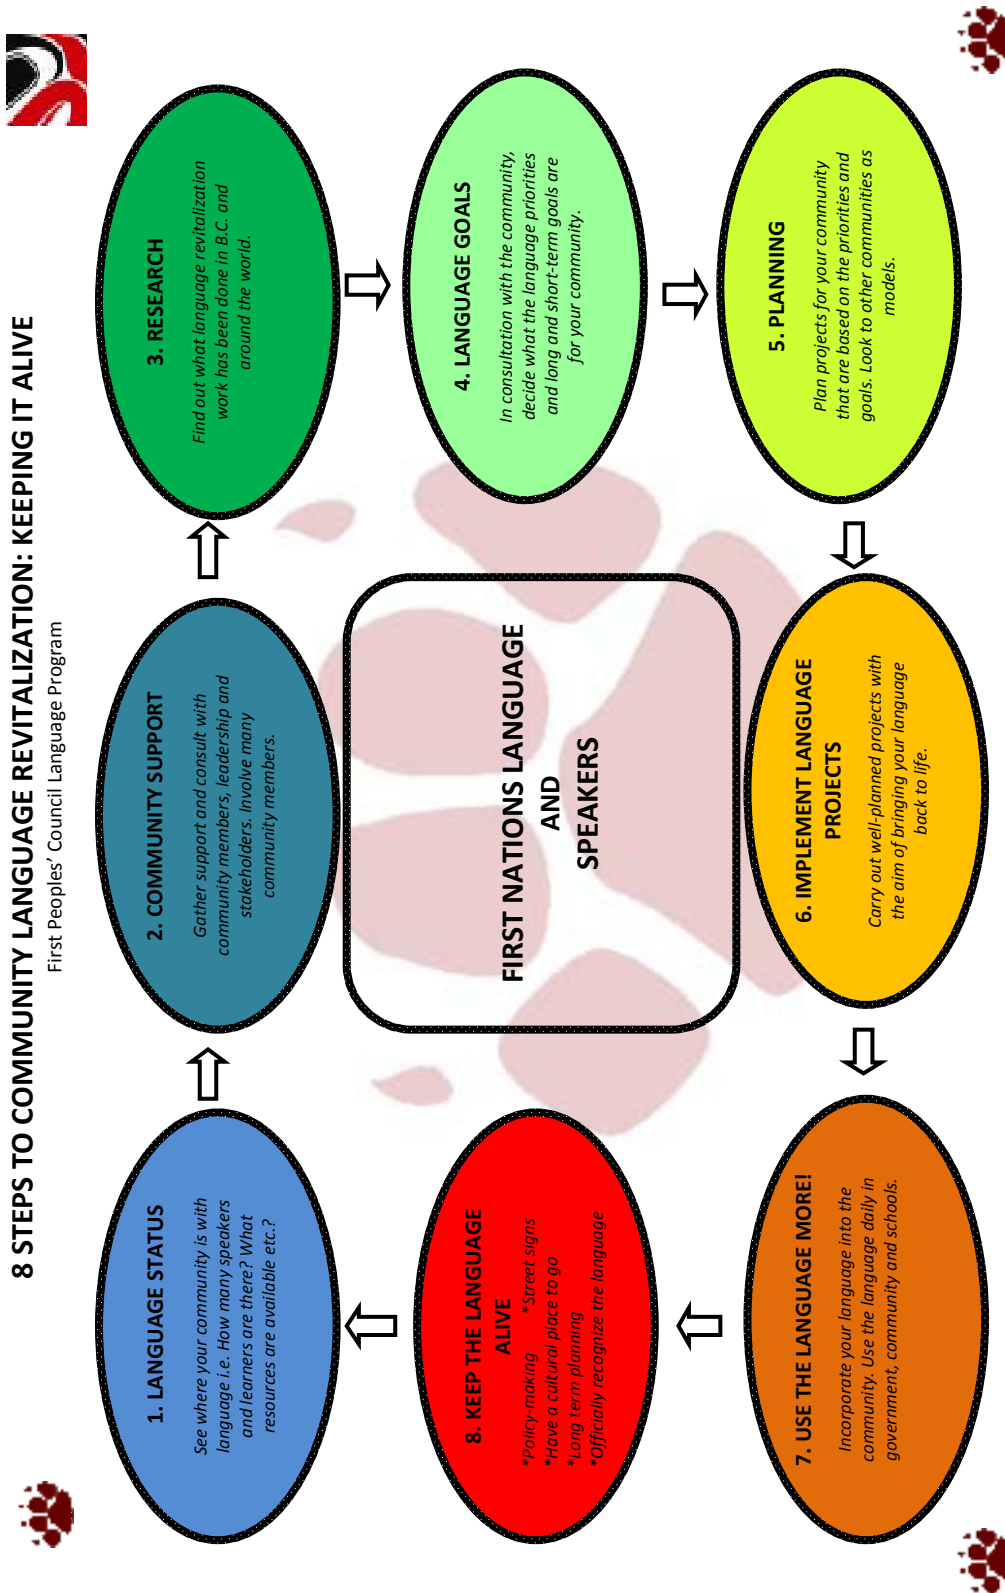 8 STEPS TO COMMUNITY LANGUAGE REVITALIZATION: KEEPING IT ALIVE
First Peoples’ Council Language Program
1. LANGUAGE STATUS
See where your community is with
language i.e. How many speakers
and learners are there? What
resources are available etc.?
2. COMMUNITY SUPPORT
Gather support and consult with
community members, leadership and
stakeholders. Involve many
community members.
3. RESEARCH
Find out what language revitalization
work has been done in B.C. and
around the world.
4. LANGUAGE GOALS
In consultation with the community,
decide what the language priorities
and long and short-term goals are
for your community.
5. PLANNING
Plan projects for your community
that are based on the priorities and
goals. Look to other communities as
models.
6. IMPLEMENT LANGUAGE
PROJECTS
Carry out well-planned projects with
the aim of bringing your language
back to life.
7. USE THE LANGUAGE MORE!
Incorporate your language into the
community. Use the language daily in
government, community and schools.
8. KEEP THE LANGUAGE
ALIVE
*Policy-making *Street signs
*Have a cultural place to go
*Long term planning
*Officially recognize the language
FIRST NATIONS LANGUAGE
AND
SPEAKERS